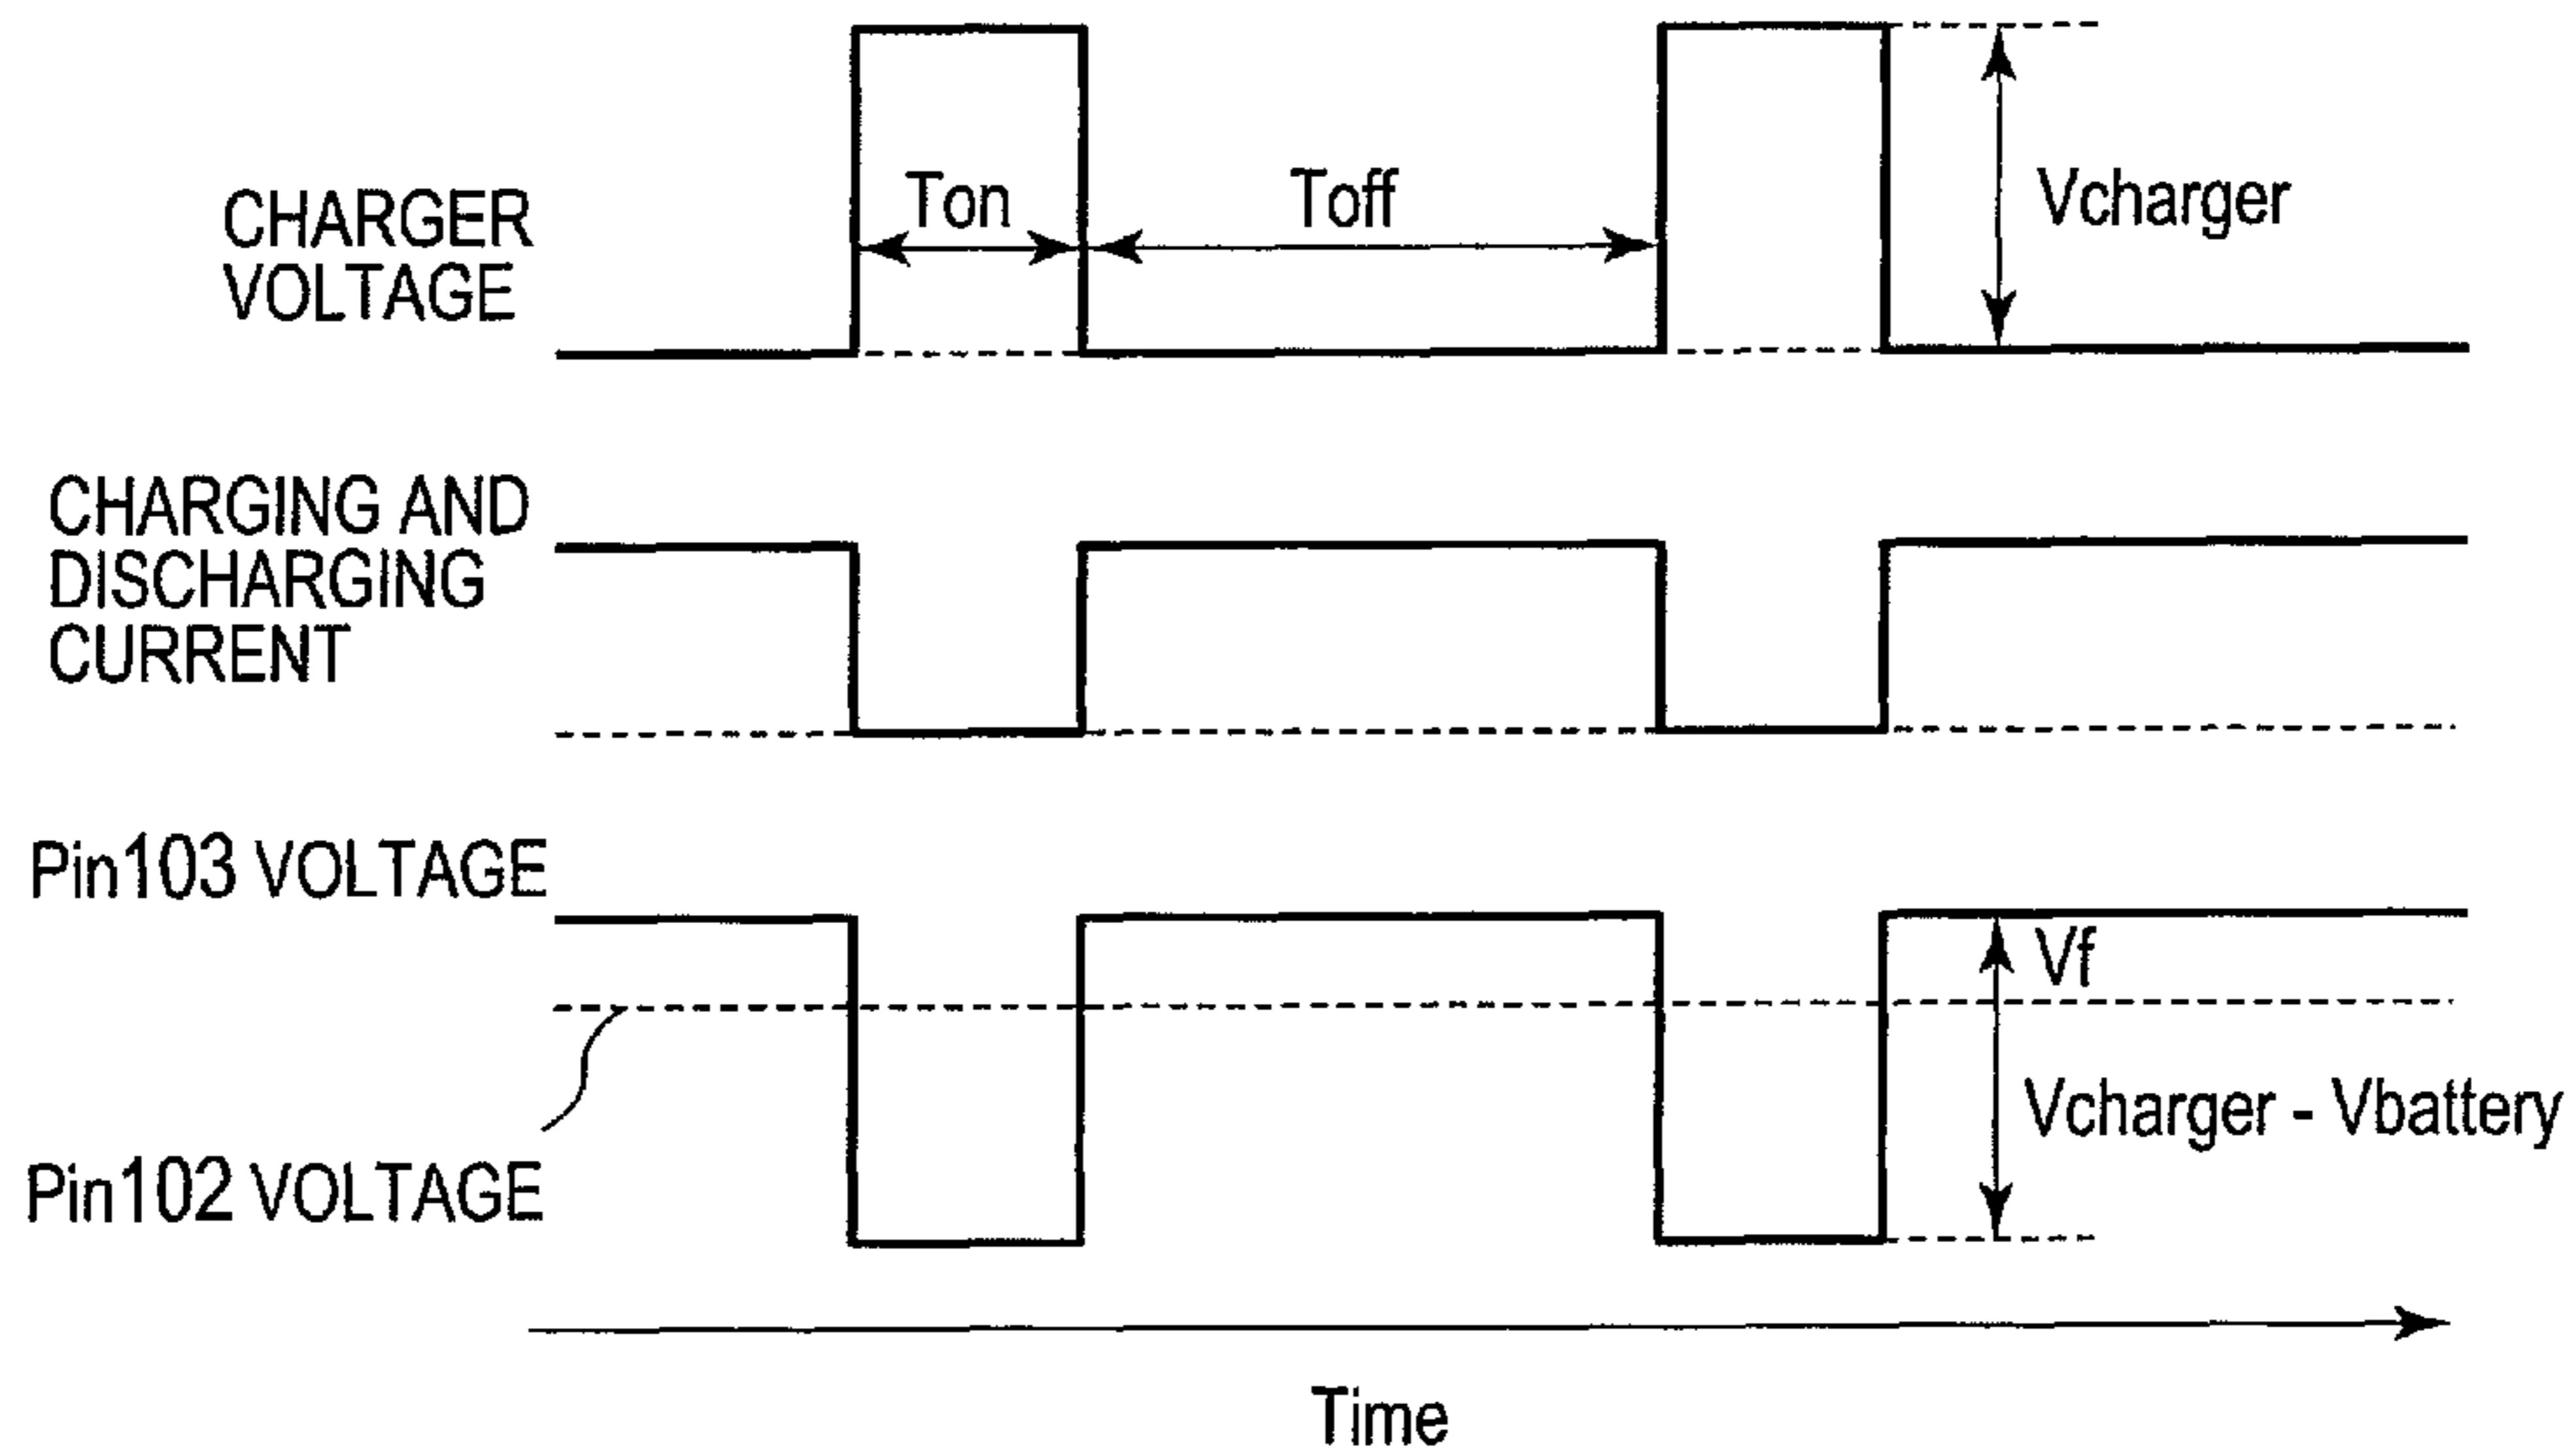 CHARGER
VOLTAGE
Ton
Toff
Vcharger
CHARGING AND
DISCHARGING
CURRENT
Pin103 VOLTAGE
Vf
Vcharger - Vbattery
Pin102 VOLTAGE
Time